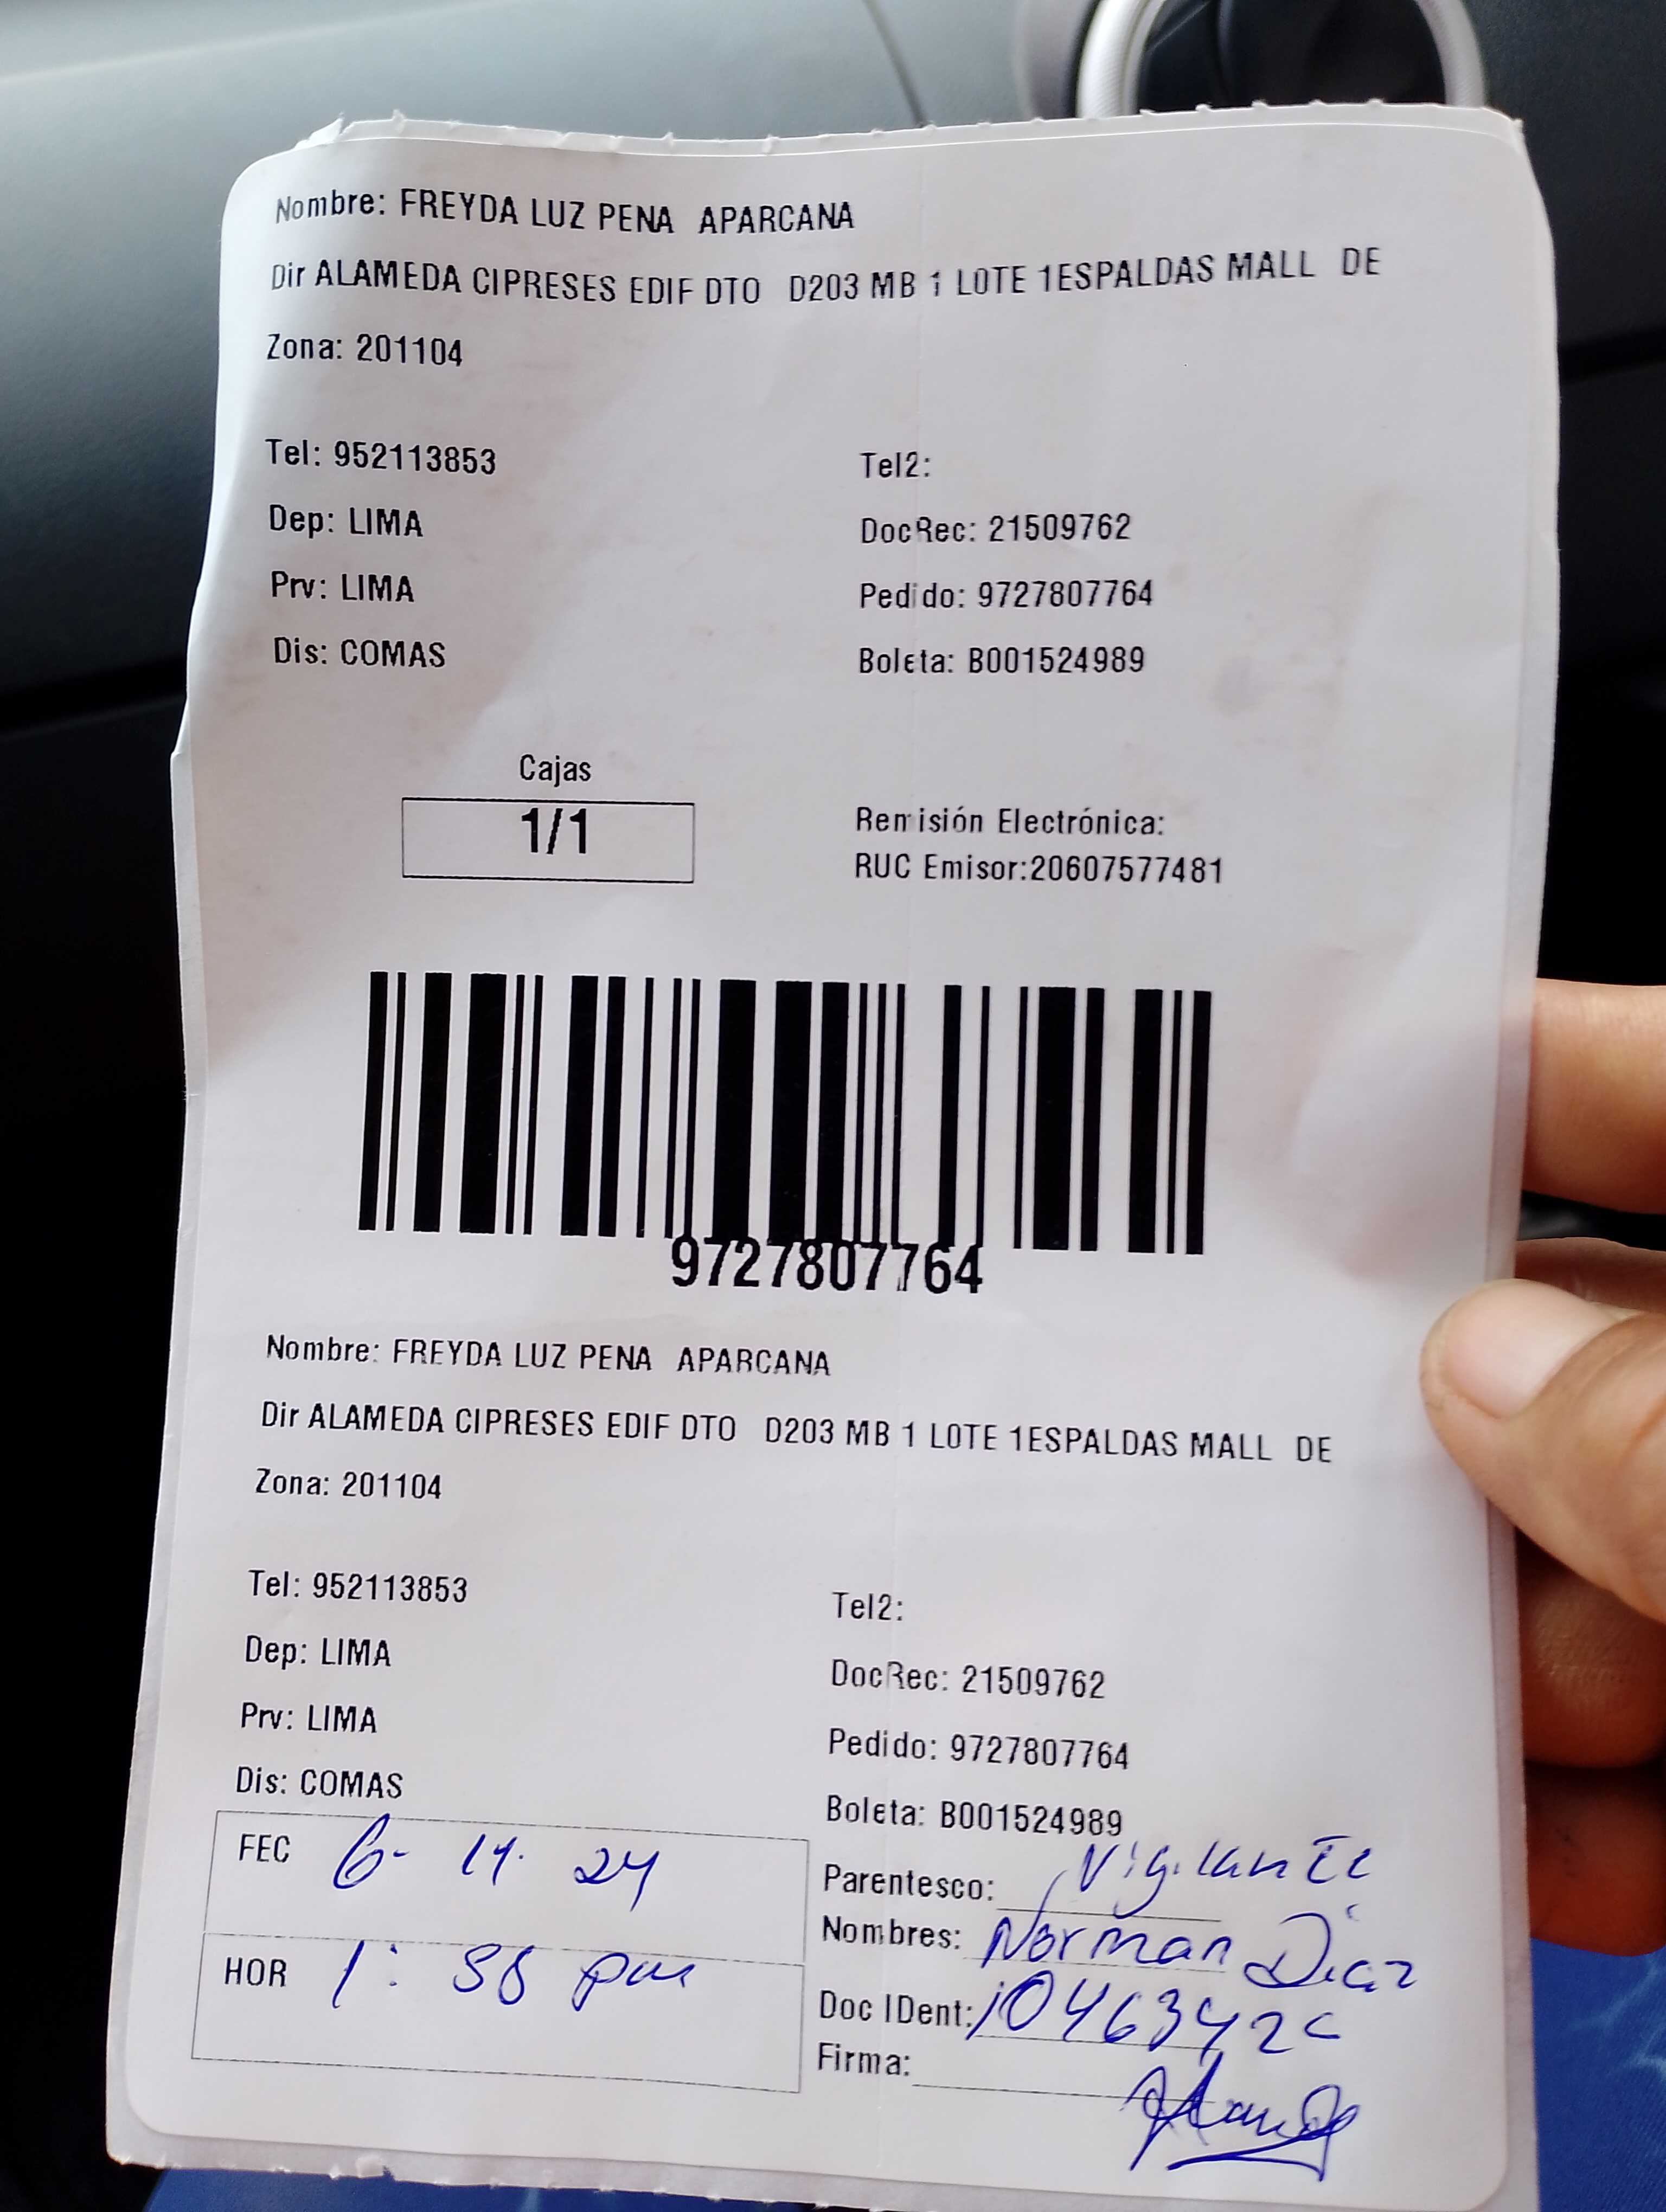 Nombre: FREYDA LUZ PENA APARCANA
Dir ALAMEDA CIPRESES EDIF DTO D203 MB 1 LOTE 1ESPALDAS MALL DE
Zona: 201104
Tel: 952113853
Tel2:
Dep: LIMA
DocRec: 21509762
Prv: LIMA
Pedido: 9727807764
Dis: COMAS
Boleta: B001524989
Cajas
1/1
Remisión Electrónica:
RUC Emisor:20607577481
9727807764
Nombre: FREYDA LUZ PENA APARCANA
Dir ALAMEDA CIPRESES EDIF DTO D203 MB 1 LOTE 1ESPALDAS MALL DE
Zona: 201104
Tel: 952113853
Tel2:
Dep: LIMA
DocRec: 21509762
Prv: LIMA
Pedido: 9727807764
Dis: COMAS
Boleta: B001524989
FEC 6- 11. 24
Parentesco: Vigilante
Nombres: Norman Diaz
HOR
Doc IDent:
Firma: